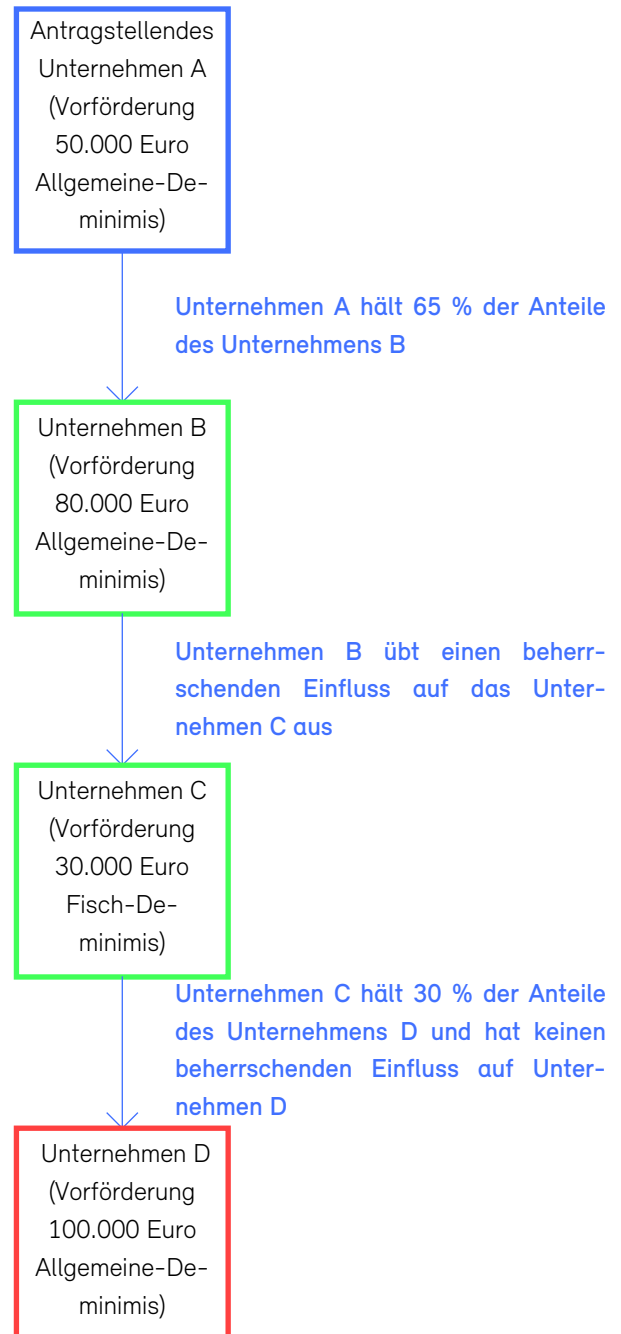 Antragstellendes
Unternehmen A
(Vorförderung
50.000 Euro
Allgemeine-De-
minimis)
Unternehmen A hält 65 % der Anteile
des Unternehmens B
Unternehmen B
(Vorförderung
80.000 Euro
Allgemeine-De-
minimis)
Unternehmen B übt einen beherr-
schenden Einfluss auf das Unter-
nehmen C aus
Unternehmen C
(Vorförderung
30.000 Euro
Fisch-De-
minimis)
Unternehmen C hält 30 % der Anteile
des Unternehmens D und hat keinen
beherrschenden Einfluss auf Unter-
nehmen D
Unternehmen D
(Vorförderung
100.000 Euro
Allgemeine-De-
minimis)